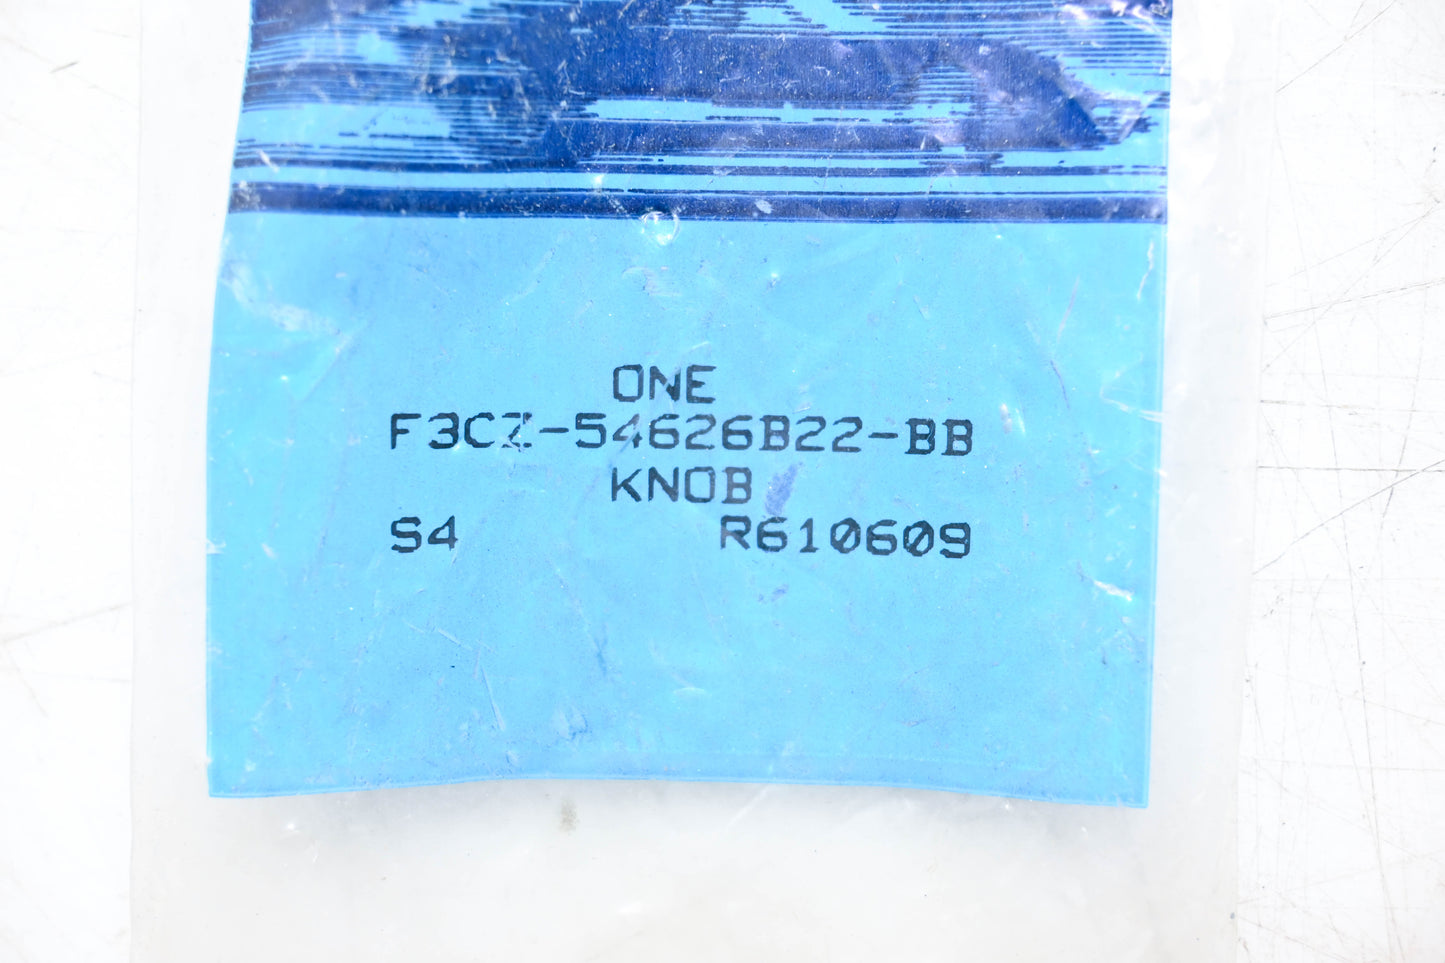 ONE
F3CZ-54626B22-BB
KNOB
S4 R610609